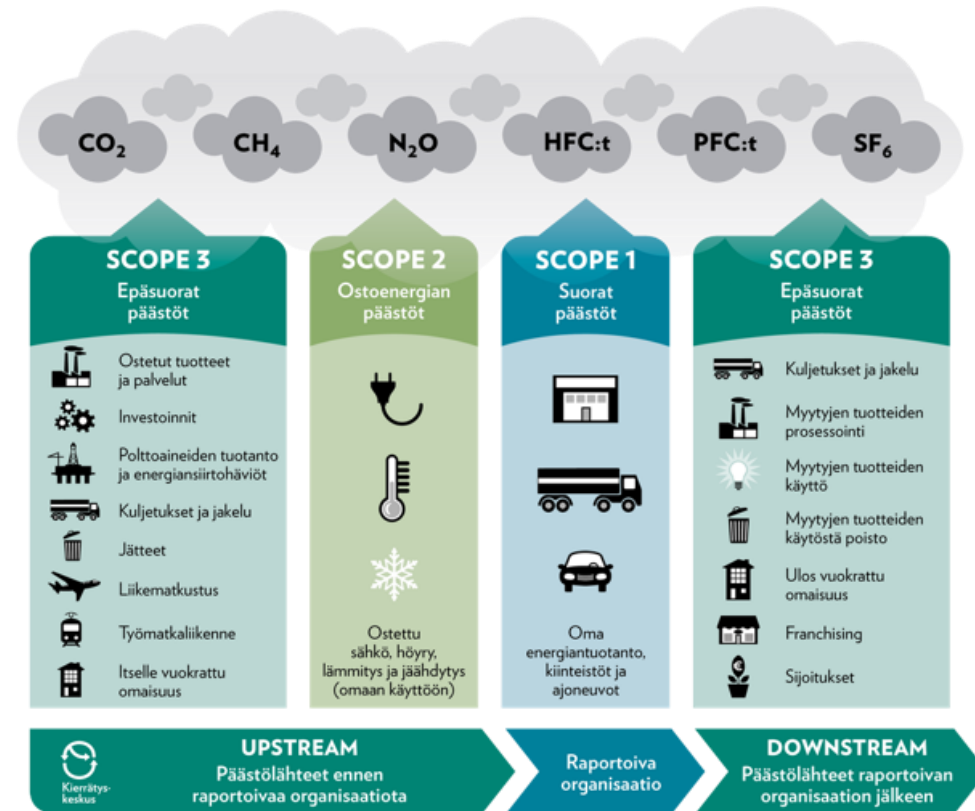 CO₂
CH₄
N₂O
HFC:t
PFC:t
SF₆
SCOPE 3
Epäsuorat
päästöt
Ostetut tuotteet
ja palvelut
Investoinnit
Polttoaineiden tuotanto
ja energiansiirtohäviöt
Kuljetukset ja jakelu
Jätteet
Liikematkustus
Työmatkaliikenne
Itselle vuokrattu
omaisuus
SCOPE 2
Ostoenergian
päästöt
Ostettu
sähkö, höyry,
lämmitys ja jäähdytys
(omaan käyttöön)
SCOPE 1
Suorat
päästöt
Oma
energiantuotanto,
kiinteistöt ja
ajoneuvot
SCOPE 3
Epäsuorat
päästöt
Kuljetukset ja jakelu
Myytyjen tuotteiden
prosessointi
Myytyjen tuotteiden
käyttö
Myytyjen tuotteiden
käytöstä poisto
Ulos vuokrattu
omaisuus
Franchising
Sijoitukset
Kierrätys-
keskus
UPSTREAM
Päästölähteet ennen
raportoivaa organisaatiota
Raportoiva
organisaatio
DOWNSTREAM
Päästölähteet raportoivan
organisaation jälkeen